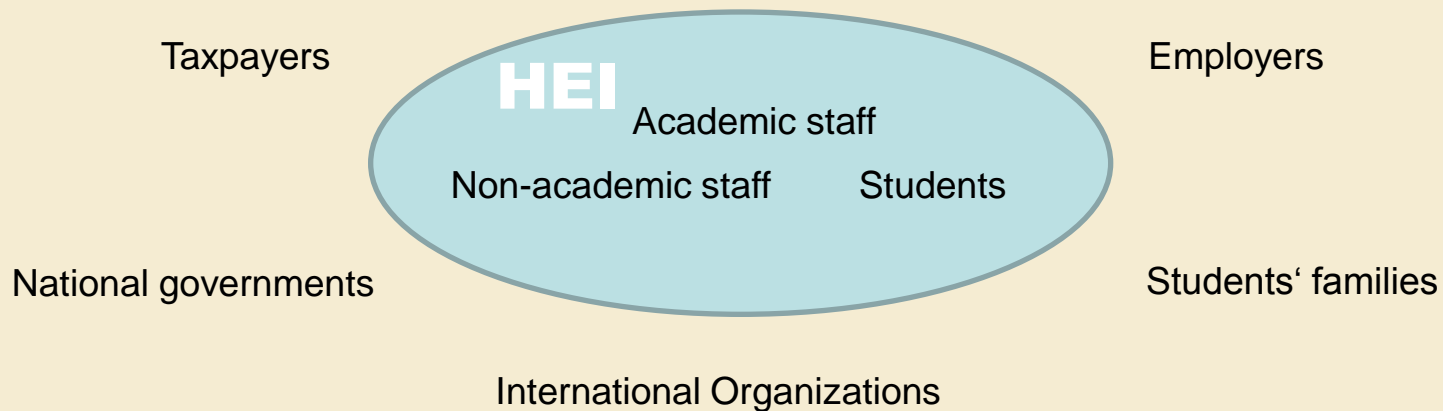 Taxpayers
Employers
HEI
Academic staff
Non-academic staff
Students
National governments
Students‘ families
International Organizations